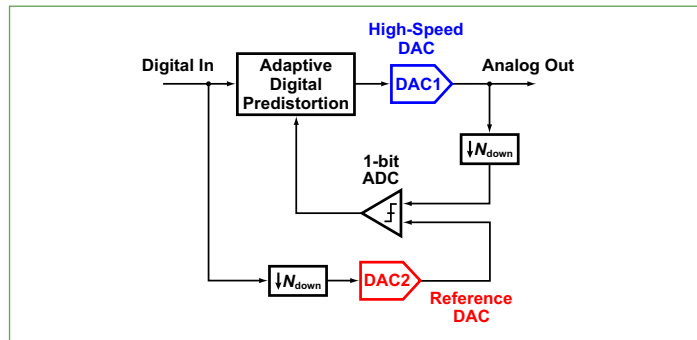 High-Speed
DAC
Digital In
Adaptive
Digital
Predistortion
DAC1
Analog Out
↓Ndown
1-bit
ADC
↓Ndown
DAC2
Reference
DAC